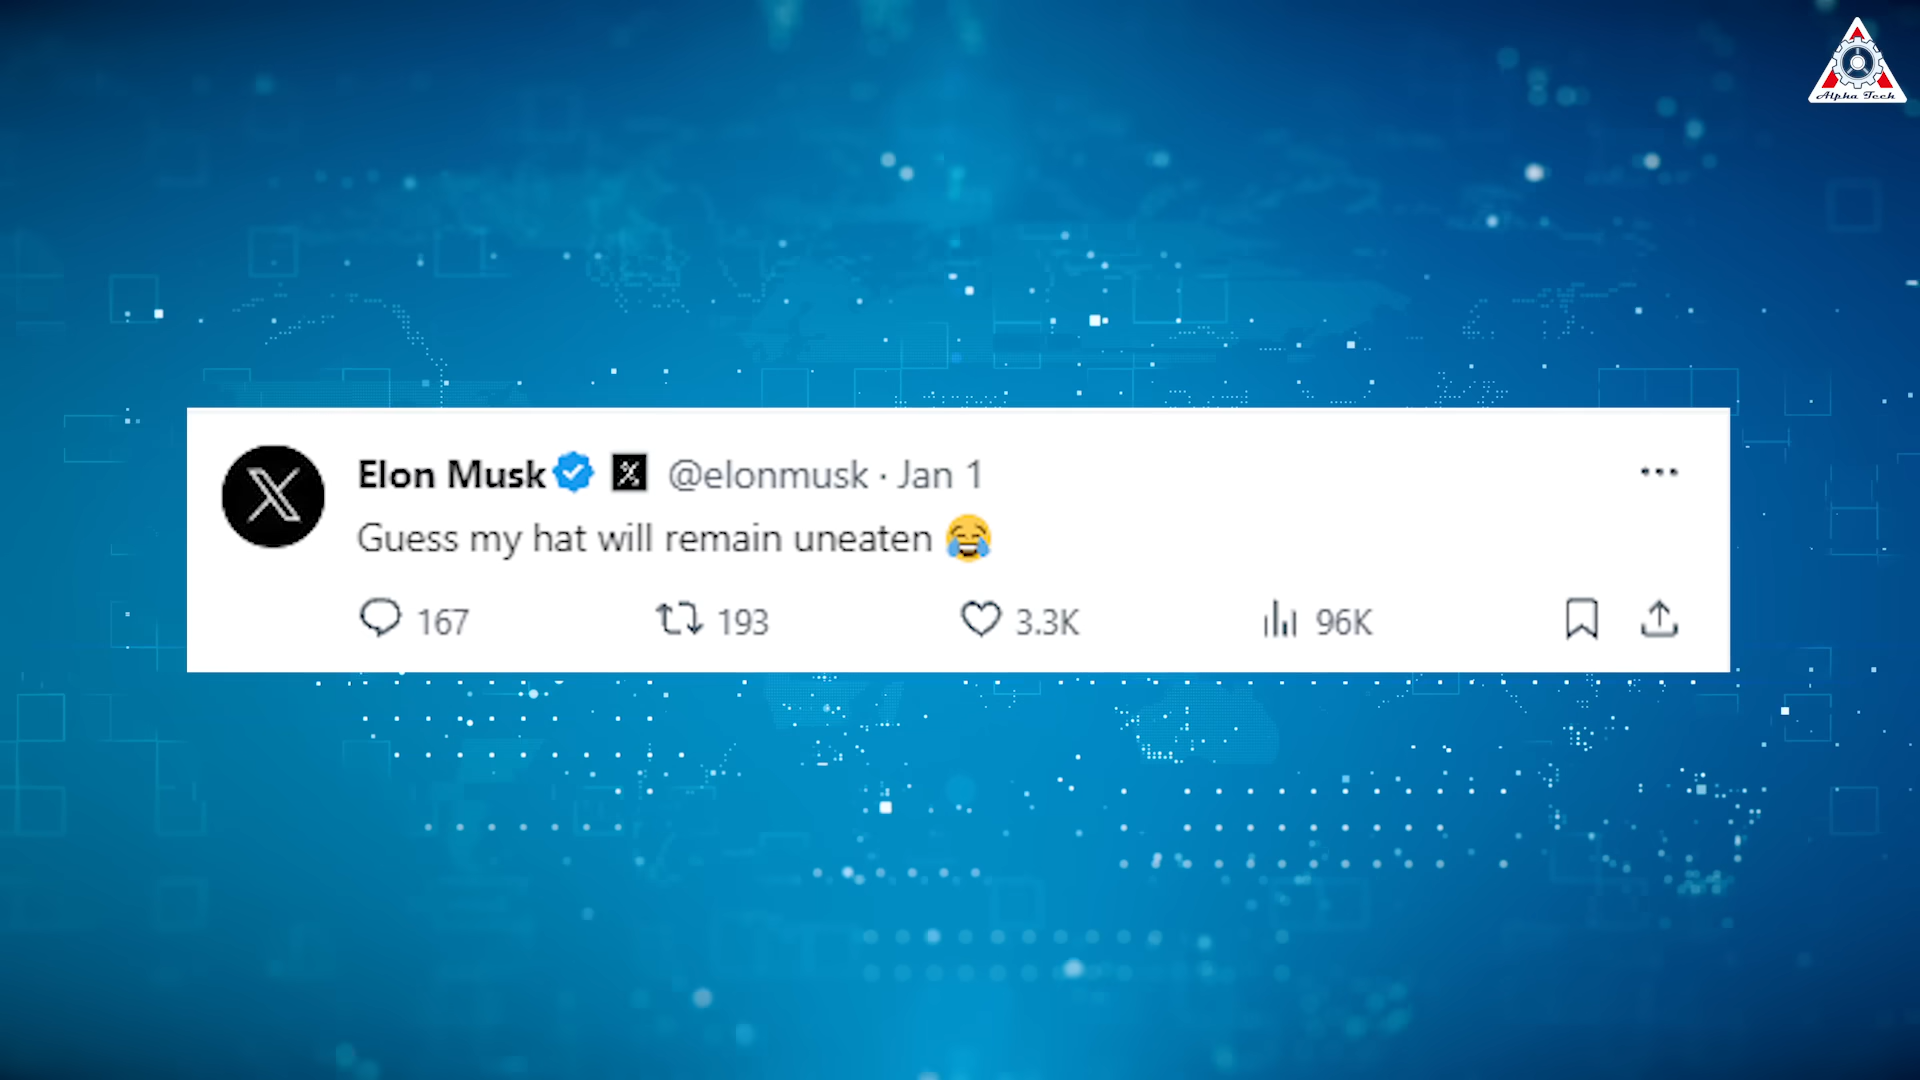 Alpha Tech
Elon Musk @elonmusk · Jan 1
Guess my hat will remain uneaten 😂
167 193 3.3K 96K